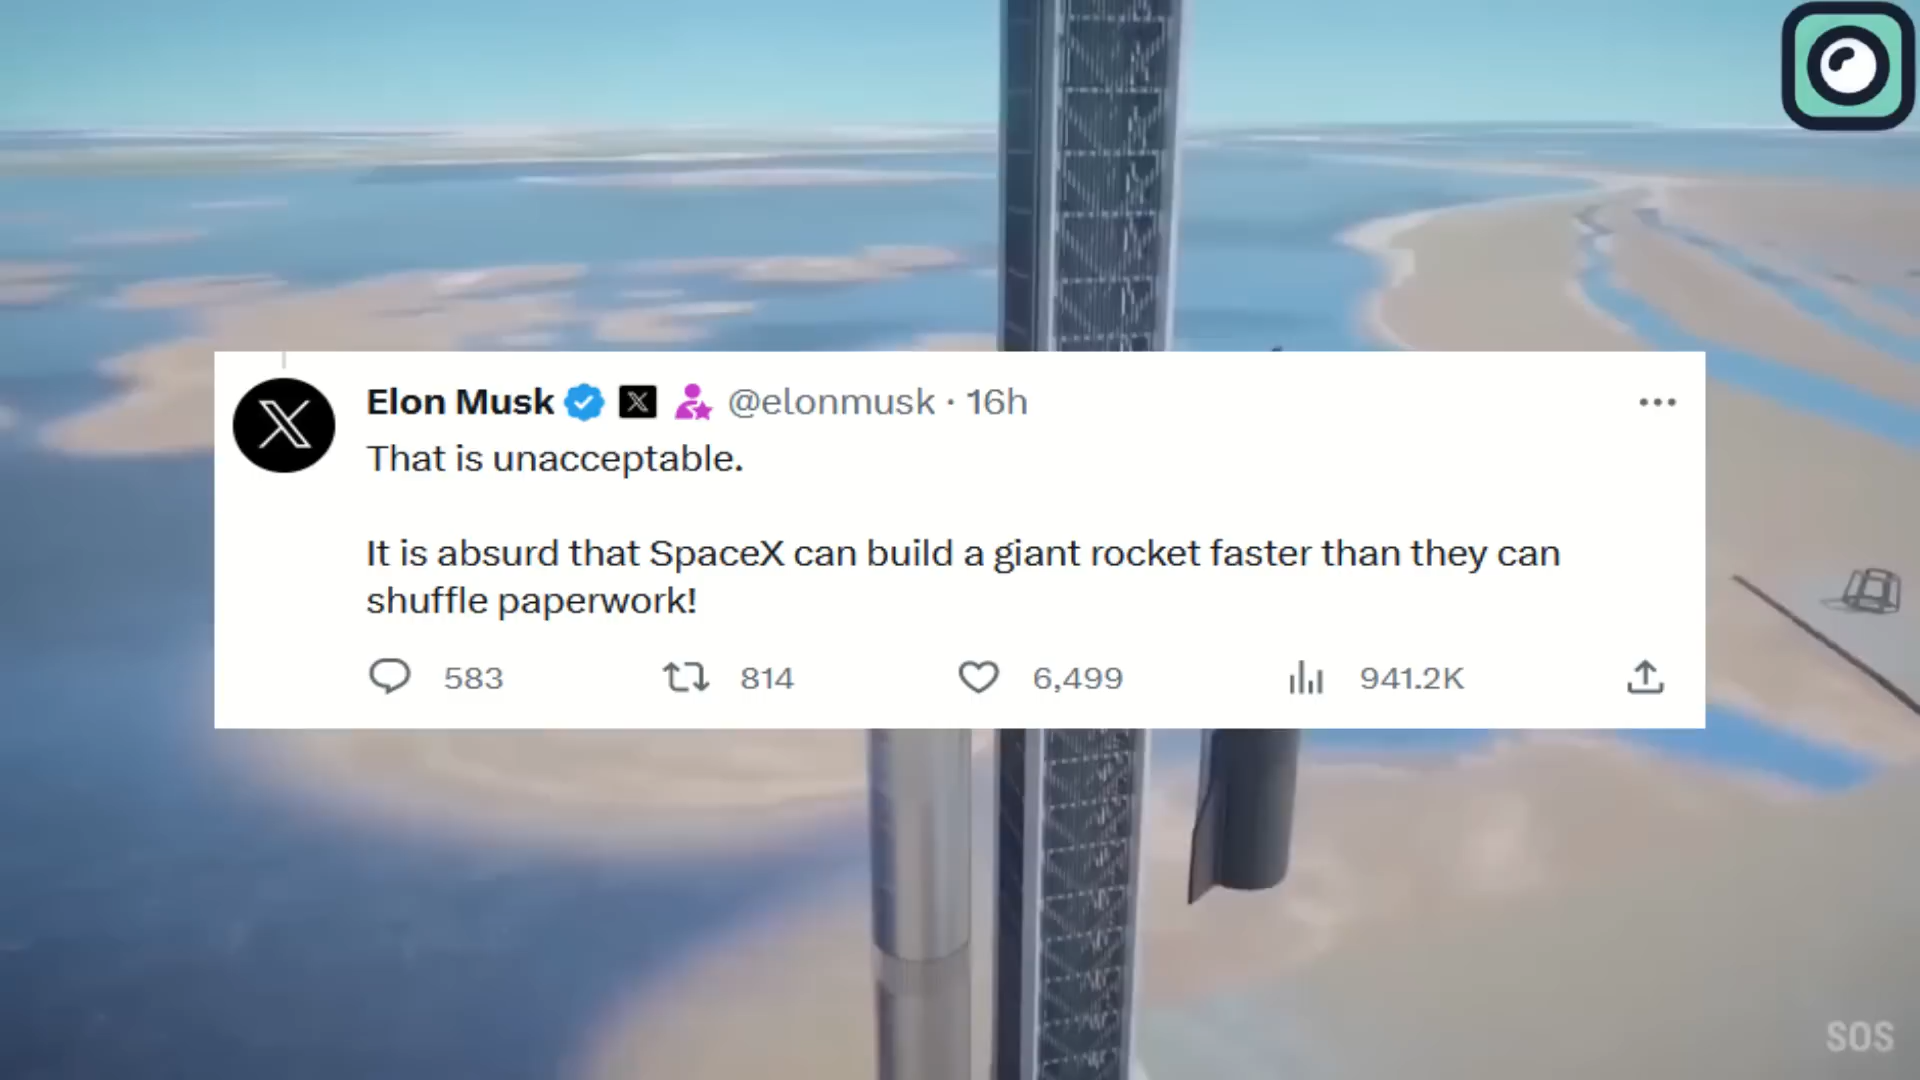 Elon Musk @elonmusk · 16h
That is unacceptable.
It is absurd that SpaceX can build a giant rocket faster than they can
shuffle paperwork!
583 814 6,499 941.2K
SOS